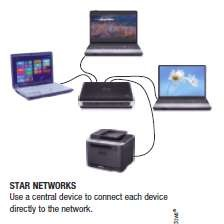 STAR NETWORKS
Use a central device to connect each device
directly to the network.